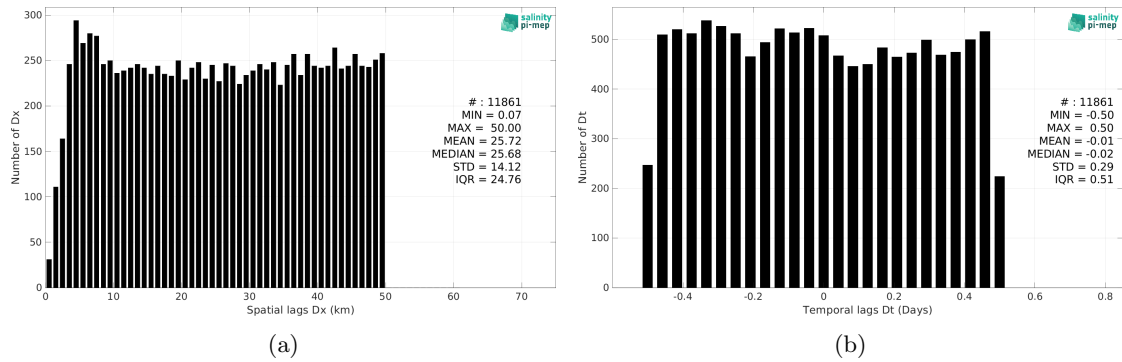 300
250
200
150
100
50
0
Number of Dx
salinity
pi-mep
# : 11861
MIN = 0.07
MAX = 50.00
MEAN = 25.72
MEDIAN = 25.68
STD = 14.12
IQR = 24.76
0 10 20 30 40 50 60 70
Spatial lags Dx (km)
(a)
500
400
300
200
100
0
Number of Dt
salinity
pi-mep
# : 11861
MIN = -0.50
MAX = 0.50
MEAN = -0.01
MEDIAN = -0.02
STD = 0.29
IQR = 0.51
-0.4 -0.2 0 0.2 0.4 0.6 0.8
Temporal lags Dt (Days)
(b)